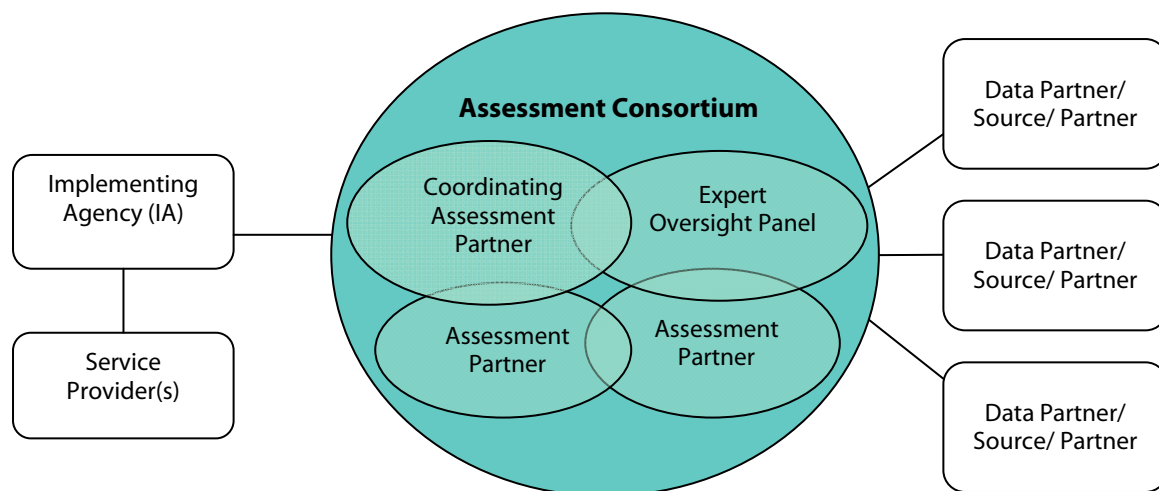 Assessment Consortium
Implementing
Agency (IA)
Service
Provider(s)
Coordinating
Assessment
Partner
Expert
Oversight Panel
Assessment
Partner
Assessment
Partner
Data Partner/
Source/ Partner
Data Partner/
Source/ Partner
Data Partner/
Source/ Partner